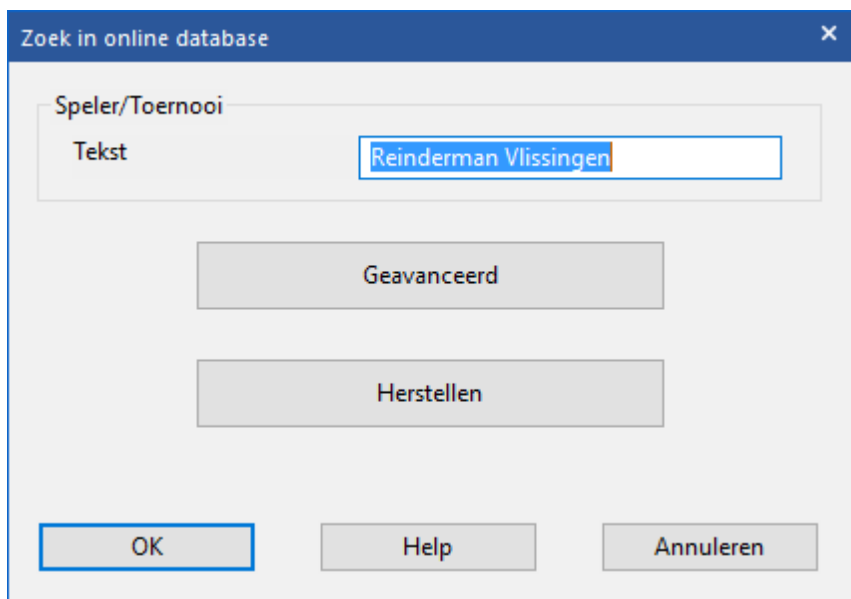 Zoek in online database
Speler/Toernooi
Tekst Reinderman Vlissingen
Geavanceerd
Herstellen
OK Help Annuleren